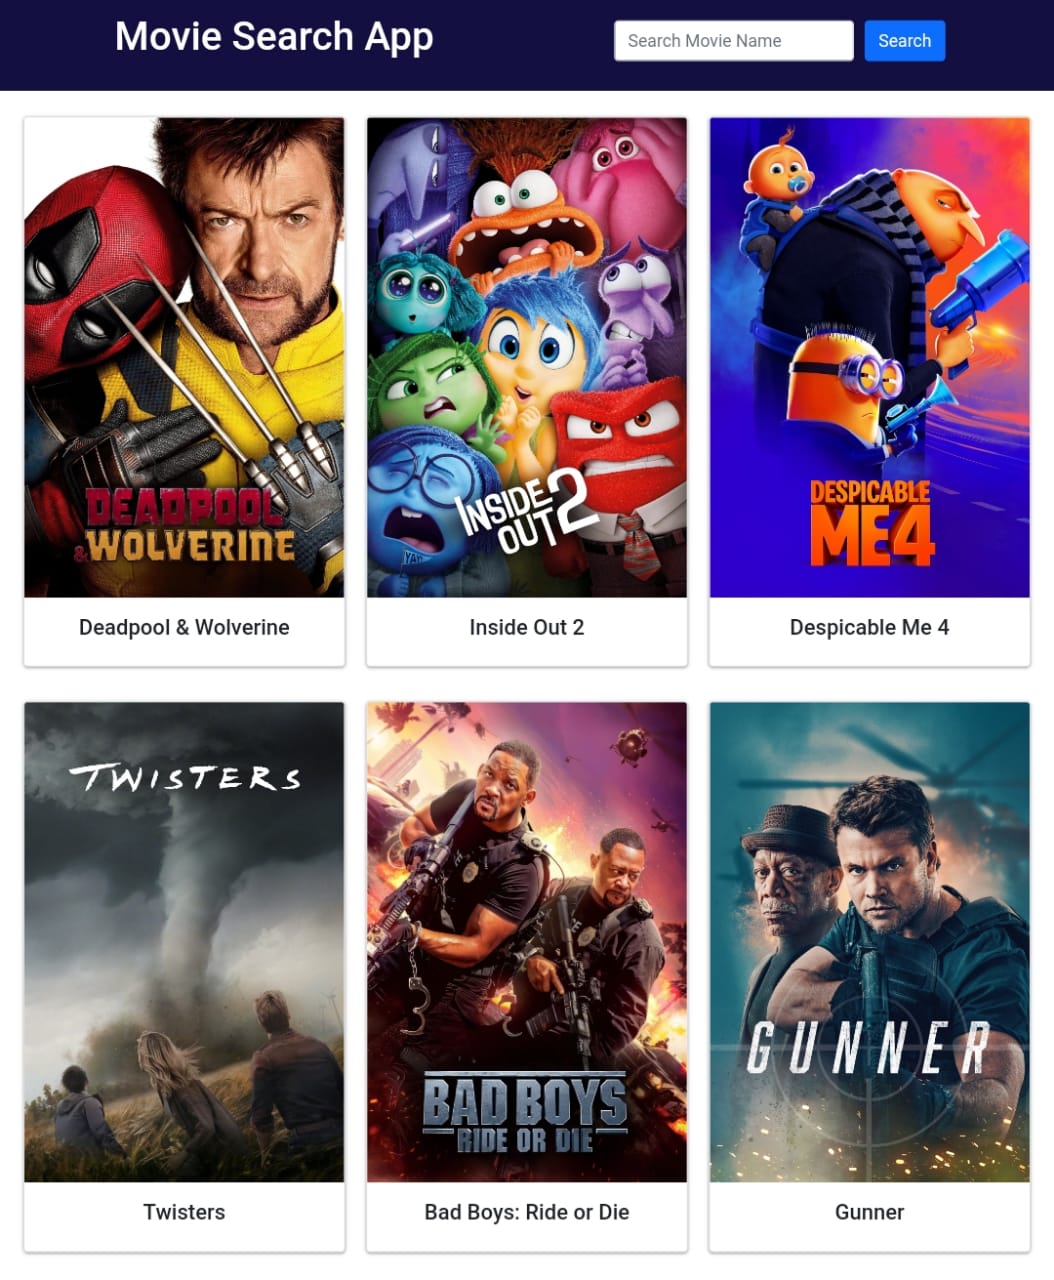 Movie Search App
Search Movie Name
Search
DEADPOOL
& WOLVERINE
Deadpool & Wolverine
YAY
INSIDE
OUT 2
Inside Out 2
DESPICABLE
ME 4
Despicable Me 4
TWISTERS
Twisters
BAD BOYS
RIDE OR DIE
Bad Boys: Ride or Die
GUNNER
Gunner